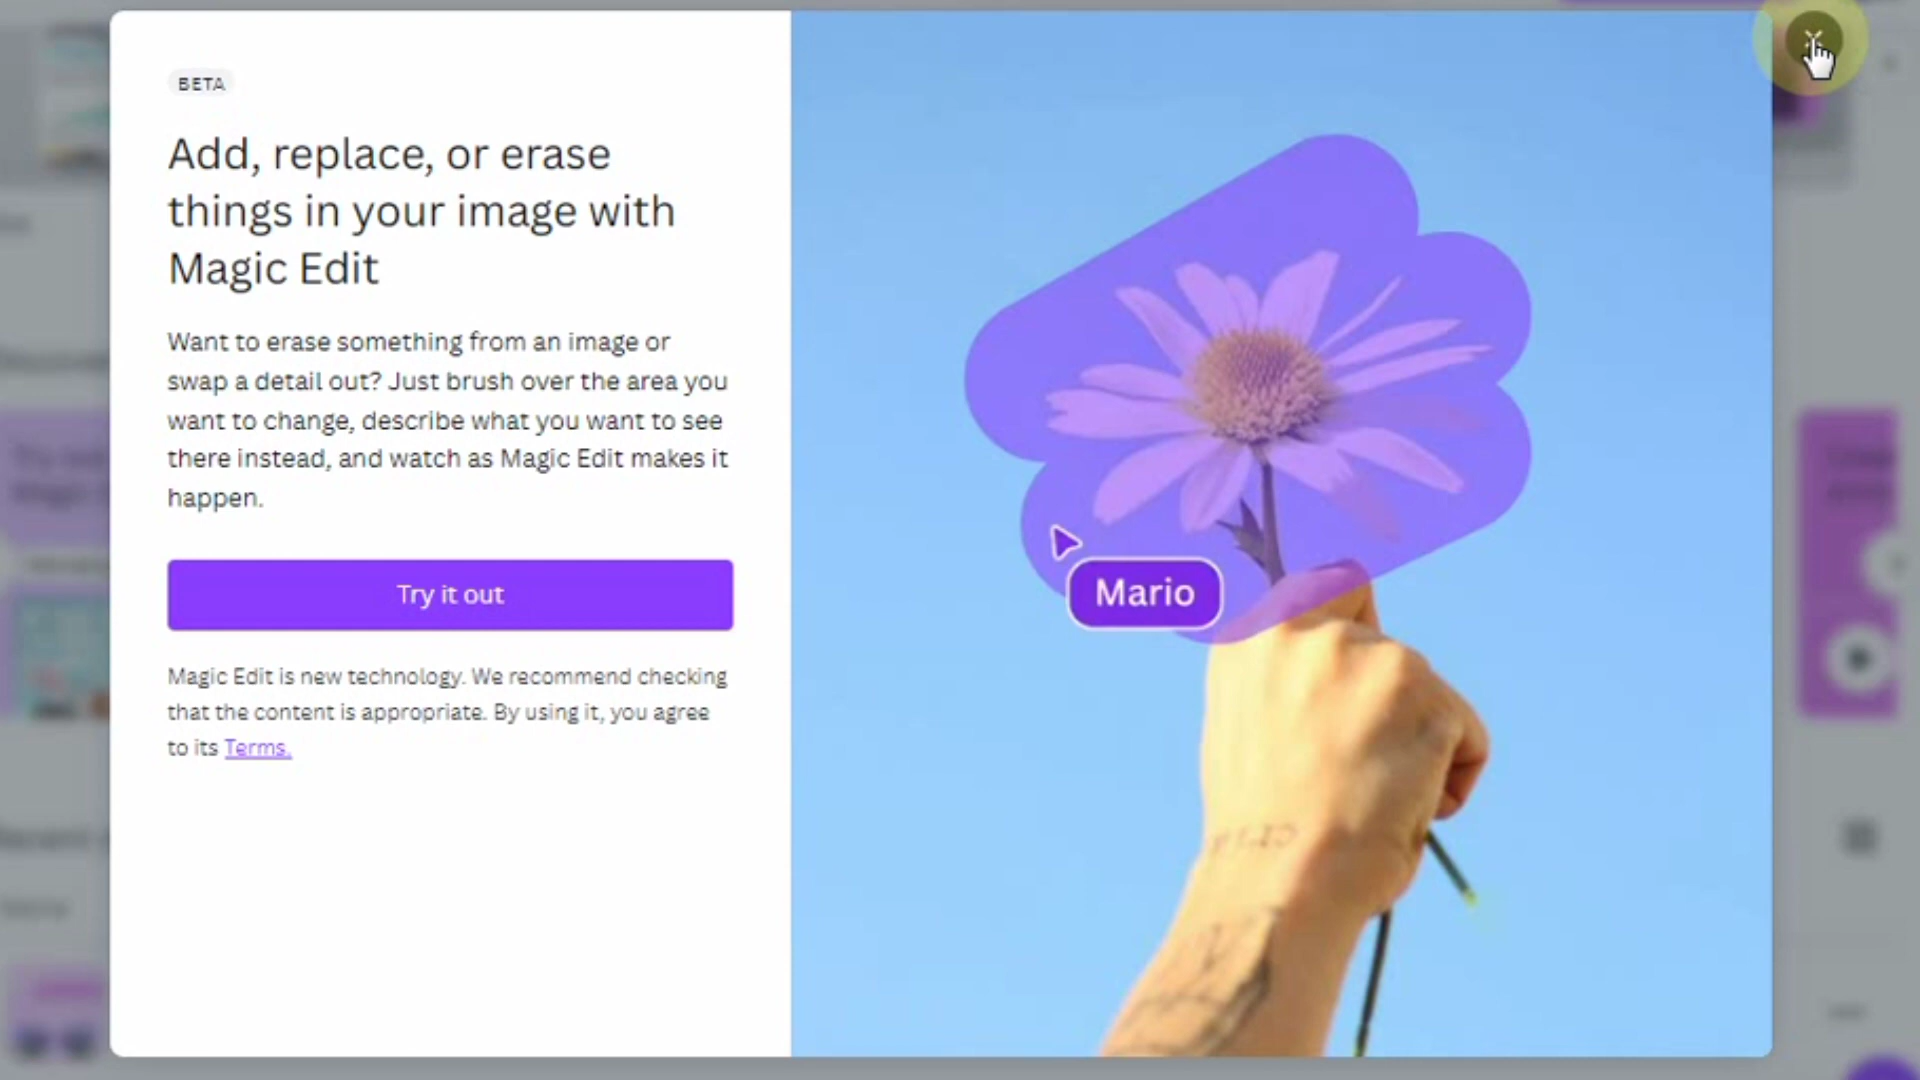 BETA
Add, replace, or erase
things in your image with
Magic Edit
Want to erase something from an image or
swap a detail out? Just brush over the area you
want to change, describe what you want to see
there instead, and watch as Magic Edit makes it
happen.
Try it out
Magic Edit is new technology. We recommend checking
that the content is appropriate. By using it, you agree
to its Terms.
Mario